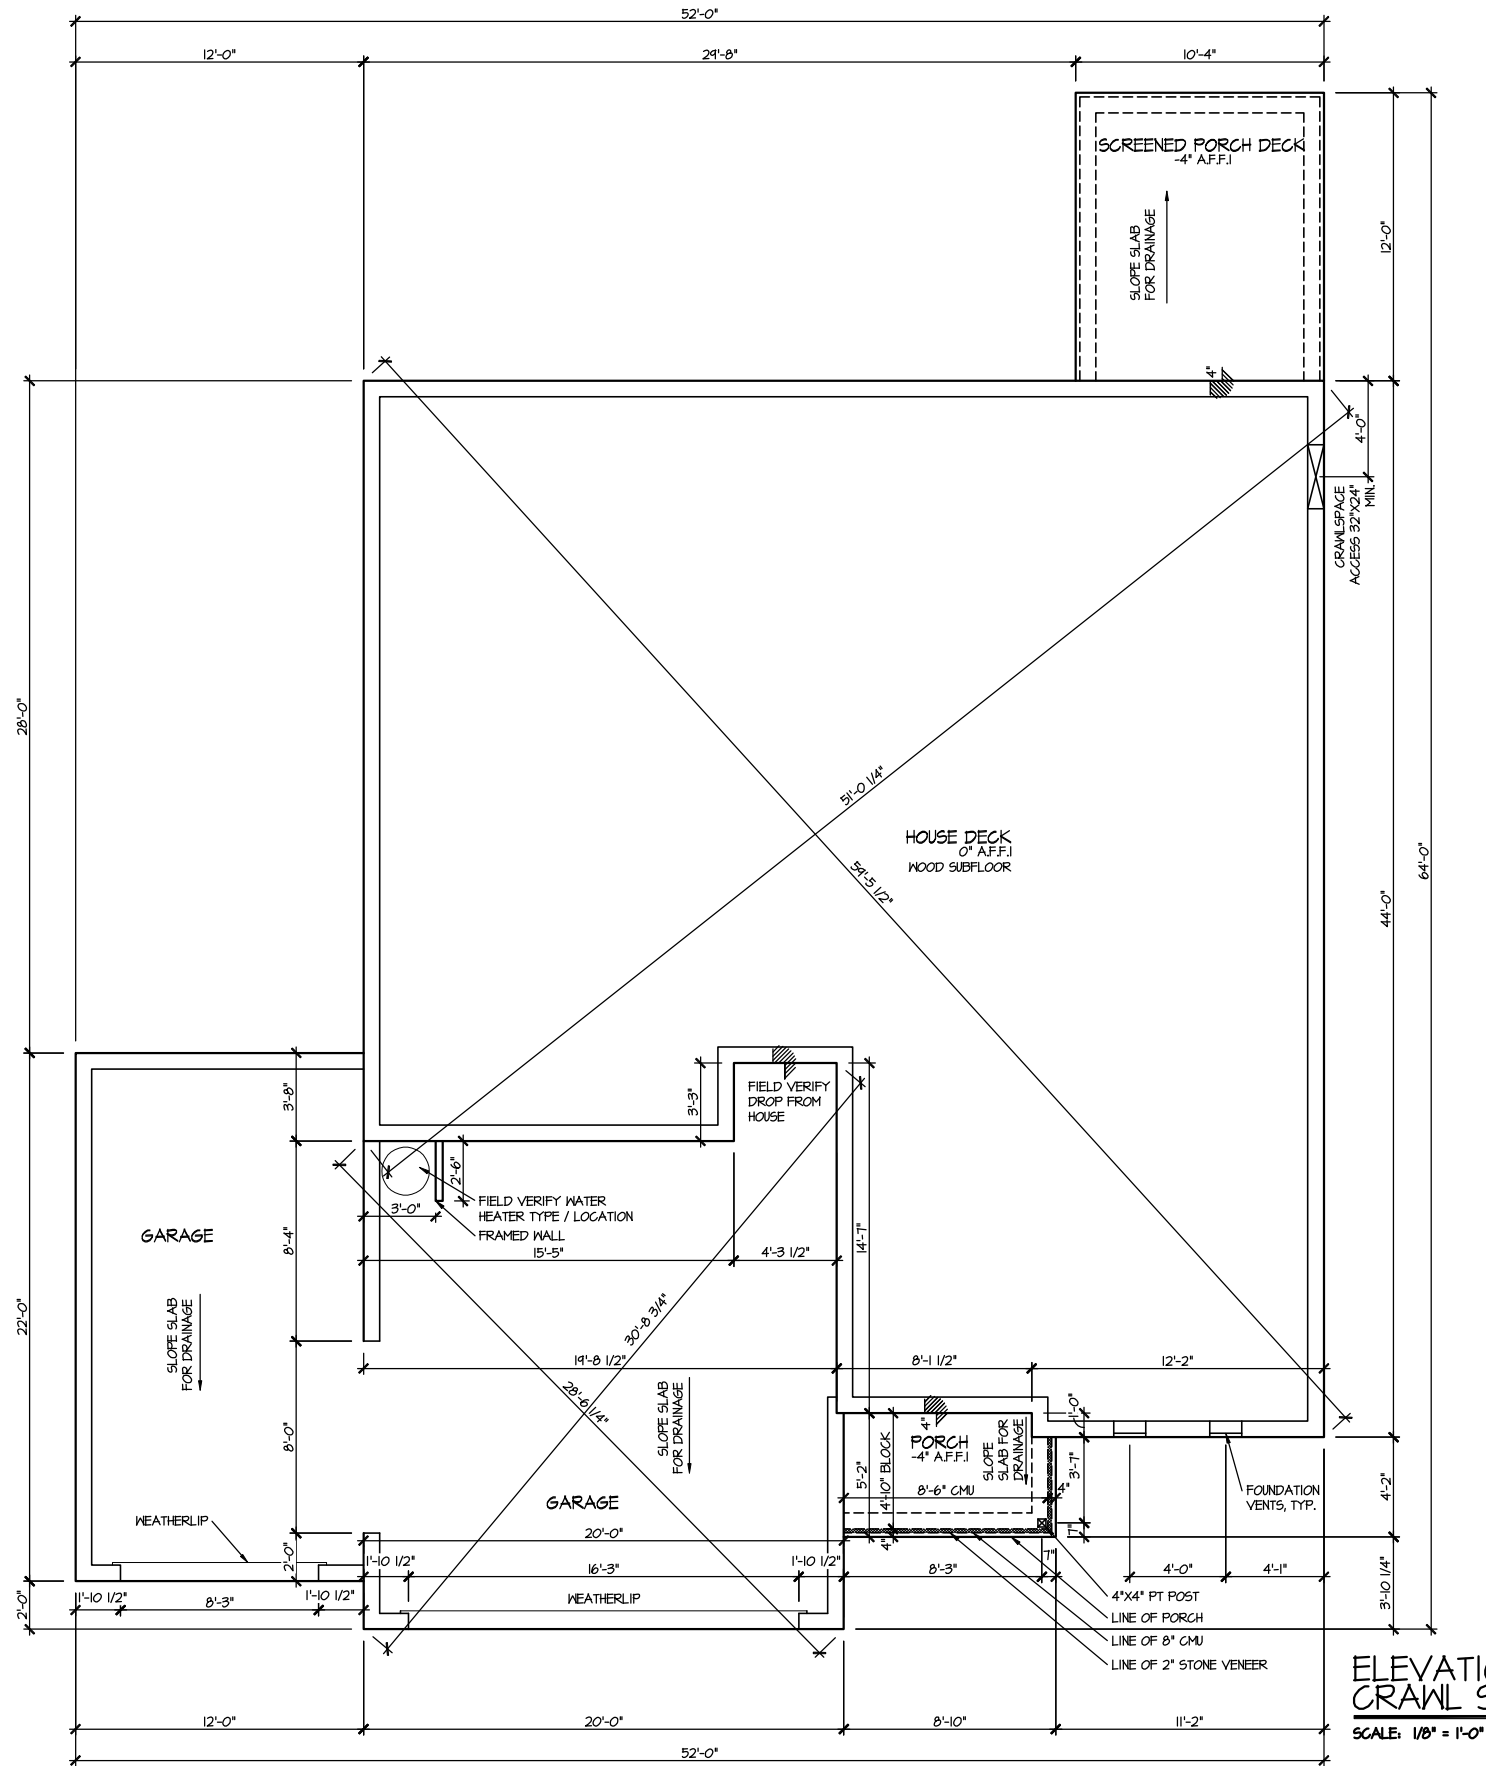 52'-0"
12'-0"
29'-8"
10'-4"
SCREENED PORCH DECK
-4" A.F.F.I
SLOPE SLAB
FOR DRAINAGE
12'-0"
4"
4'-0"
MIN.
CRAWLSPACE
ACCESS 32"X24"
28'-0"
51'-0 1/4"
HOUSE DECK
0" A.F.F.I
WOOD SUBFLOOR
59'-5 1/2"
64'-0"
44'-0"
3'-8"
3'-3"
FIELD VERIFY
DROP FROM
HOUSE
2'-6"
3'-0"
FIELD VERIFY WATER
HEATER TYPE / LOCATION
FRAMED WALL
GARAGE
8'-4"
15'-5"
4'-3 1/2"
14'-7"
22'-0"
SLOPE SLAB
FOR DRAINAGE
30'-8 3/4"
19'-8 1/2"
8'-1 1/2"
12'-2"
28'-6 1/4"
SLOPE SLAB
FOR DRAINAGE
8'-0"
4"
1'-0"
PORCH
-4" A.F.F.I
SLOPE
SLAB FOR
DRAINAGE
5'-2"
4'-10" BLOCK
3'-7"
8'-6" CMU
4"
GARAGE
FOUNDATION
VENTS, TYP.
4'-2"
WEATHERLIP
20'-0"
4"
7"
2'-0"
1'-10 1/2"
16'-3"
1'-10 1/2"
8'-3"
7"
4'-0"
4'-1"
3'-10 1/4"
2'-0"
1'-10 1/2"
8'-3"
1'-10 1/2"
WEATHERLIP
4"X4" PT POST
LINE OF PORCH
LINE OF 8" CMU
LINE OF 2" STONE VENEER
CRAWL
SCALE: 1/8" = 1'-0"
12'-0"
20'-0"
8'-10"
11'-2"
52'-0"